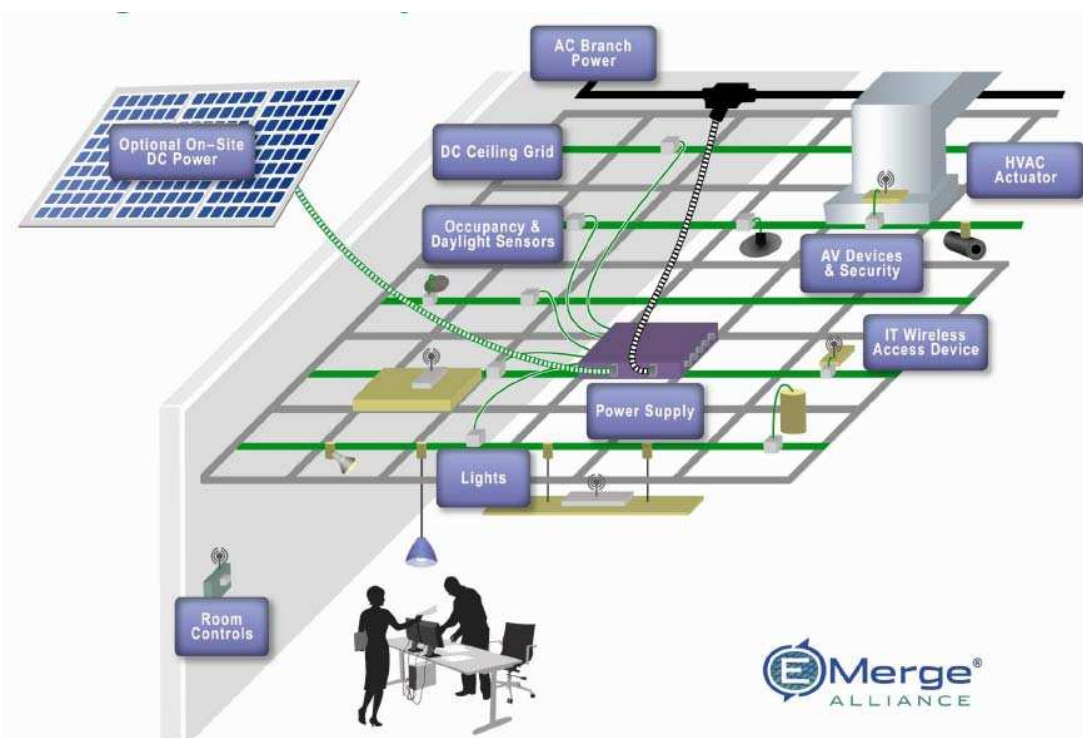 AC Branch
Power
Optional On-Site
DC Power
DC Ceiling Grid
HVAC
Actuator
Occupancy &
Daylight Sensors
AV Devices
& Security
IT Wireless
Access Device
Power Supply
Lights
Room
Controls
EMerge®
ALLIANCE